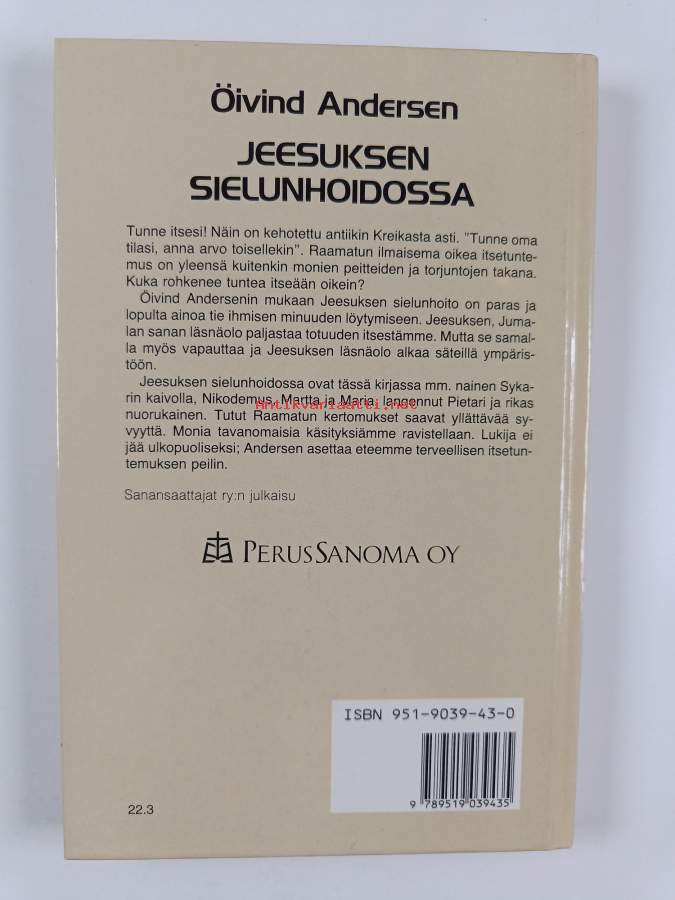 Öivind Andersen
JEESUKSEN
SIELUNHOIDOSSA
Tunne itsesi! Näin on kehotettu antiikin Kreikasta asti. "Tunne oma
tilasi, anna arvo toisellekin". Raamatun ilmaisema oikea itsetunte-
mus on yleensä kuitenkin monien peitteiden ja torjuntojen takana.
Kuka rohkenee tuntea itseään oikein?
Öivind Andersenin mukaan Jeesuksen sielunhoito on paras ja
lopulta ainoa tie ihmisen minuuden löytymiseen. Jeesuksen, Juma-
lan sanan läsnäolo paljastaa totuuden itsestämme. Mutta se samal-
la myös vapauttaa ja Jeesuksen läsnäolo alkaa säteillä ympäris-
töön.
Jeesuksen sielunhoidossa ovat tässä kirjassa mm. nainen Syka-
rin kaivolla, Nikodemus, Martta ja Maria, langennut Pietari ja rikas
Antikvariaatti.net
nuorukainen. Tutut Raamatun kertomukset saavat yllättävää sy-
vyyttä. Monia tavanomaisia käsityksiämme ravistellaan. Lukija ei
jää ulkopuoliseksi; Andersen asettaa eteemme terveellisen itsetun-
temuksen peilin.
Sanansaattajat ry:n julkaisu
PERUSSANOMA OY
ISBN 951-9039-43-0
9 789519 039435
22.3